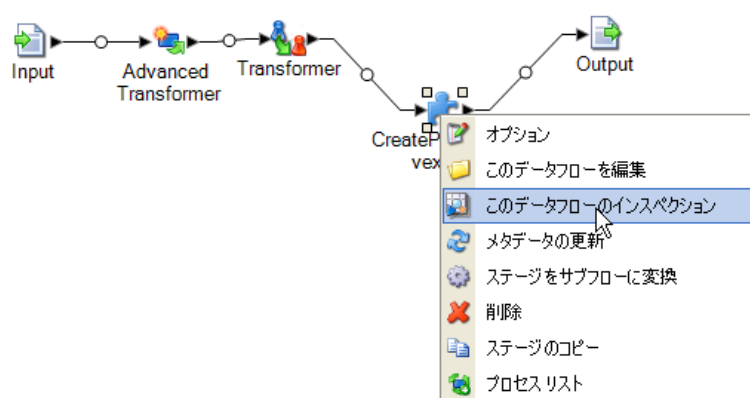 Input
Advanced
Transformer
Transformer
Output
CreateP
vex
オプション
このデータフローを編集
このデータフローのインスペクション
メタデータの更新
ステージをサブフローに変換
削除
ステージのコピー
プロセス リスト